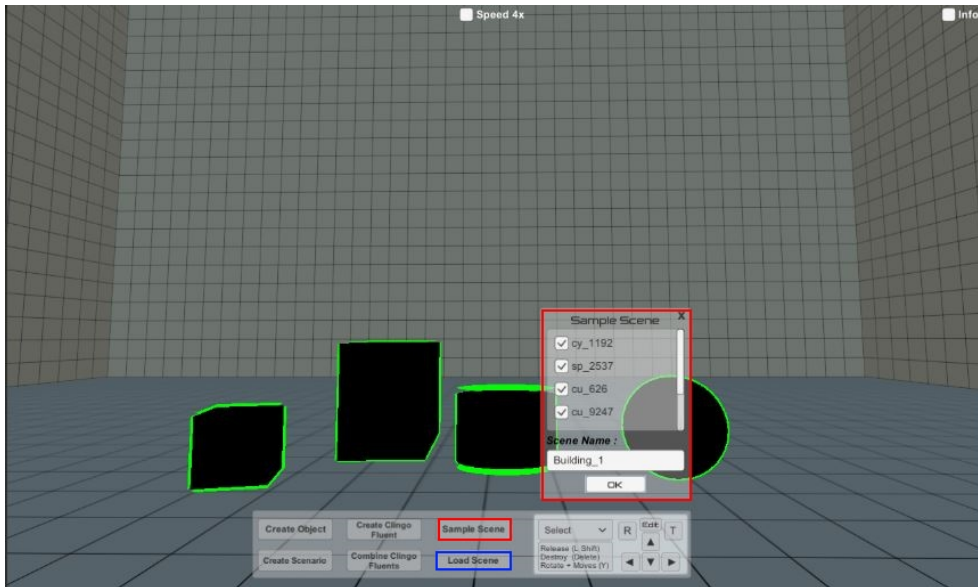 Speed 4x
Info
Sample Scene
X
cy_1192
sp_2537
cu_626
cu_9247
Scene Name :
Building_1
OK
Create Object
Create Clingo
Fluent
Sample Scene
Create Scenario
Combine Clingo
Fluents
Load Scene
Select
R
Edit
T
Release (L Shift)
Destroy (Delete)
Rotate + Moves (Y)